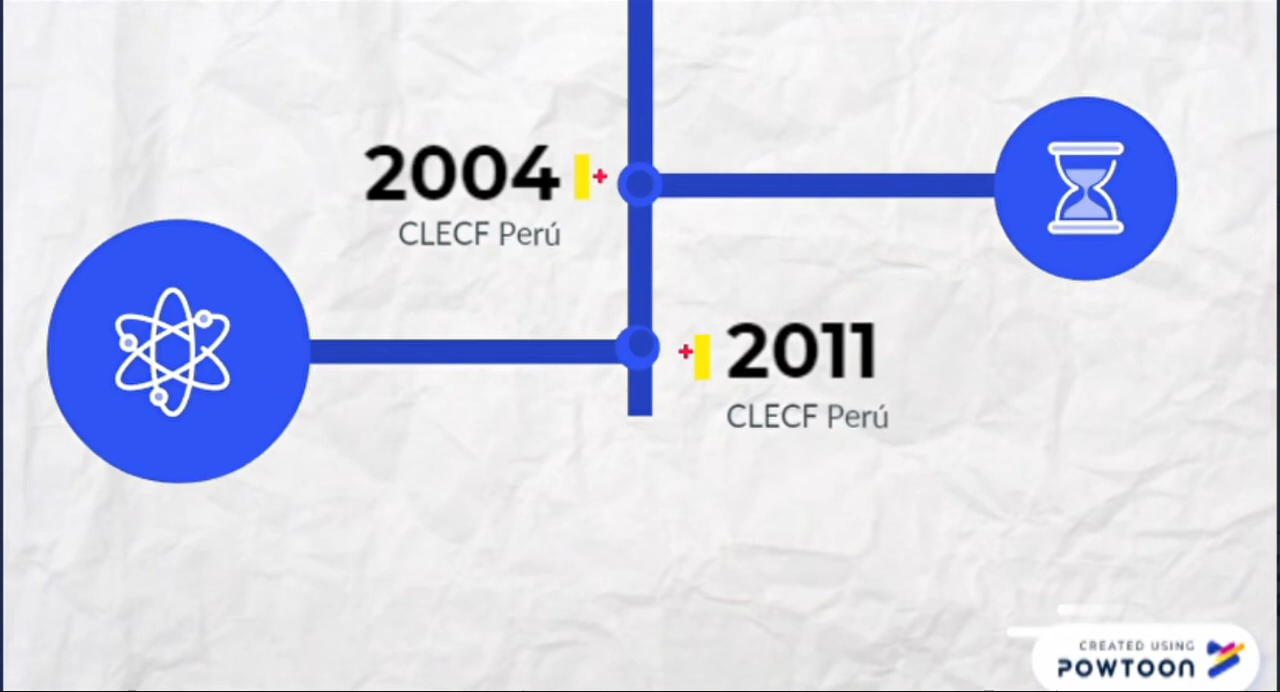 2004
CLECF Perú
2011
CLECF Perú
CREATED USING
POWTOON